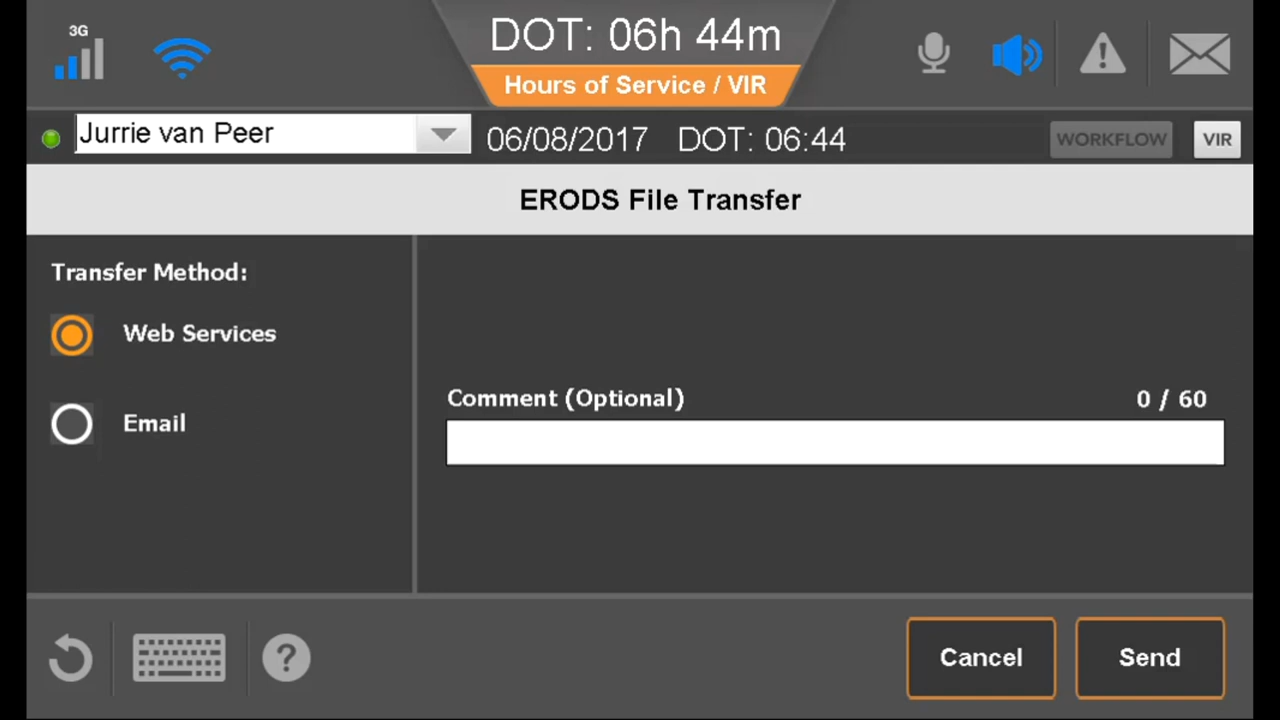 3G
DOT: 06h 44m
Hours of Service / VIR
Jurrie van Peer
06/08/2017 DOT: 06:44
WORKFLOW
VIR
ERODS File Transfer
Transfer Method:
Web Services
Email
Comment (Optional)
0 / 60
?
Cancel
Send